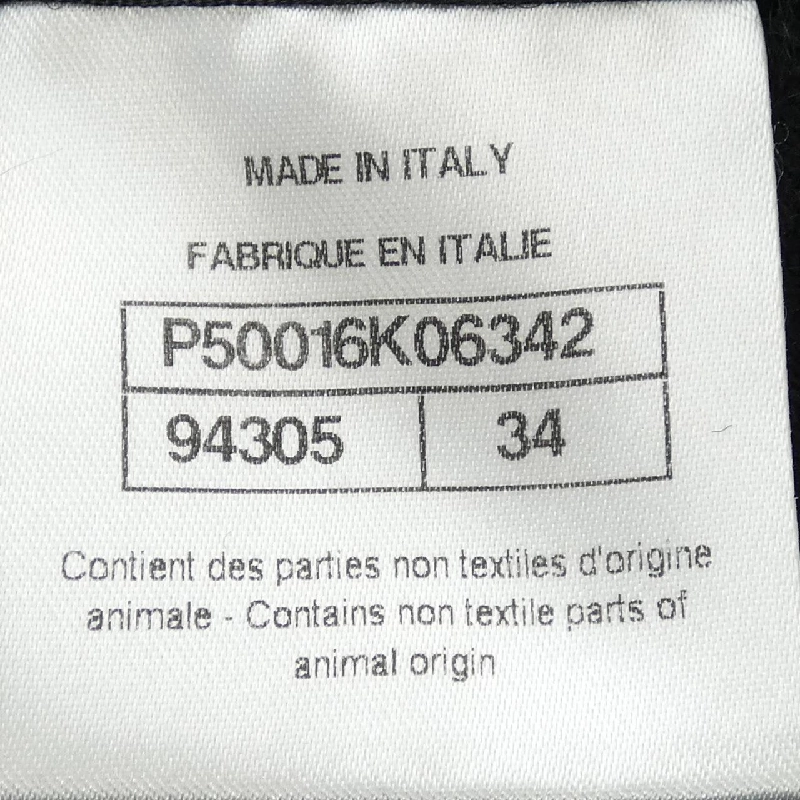 MADE IN ITALY
FABRIQUE EN ITALIE
P50016K06342
94305 34
Contient des parties non textiles d'origine
animale - Contains non textile parts of
animal origin